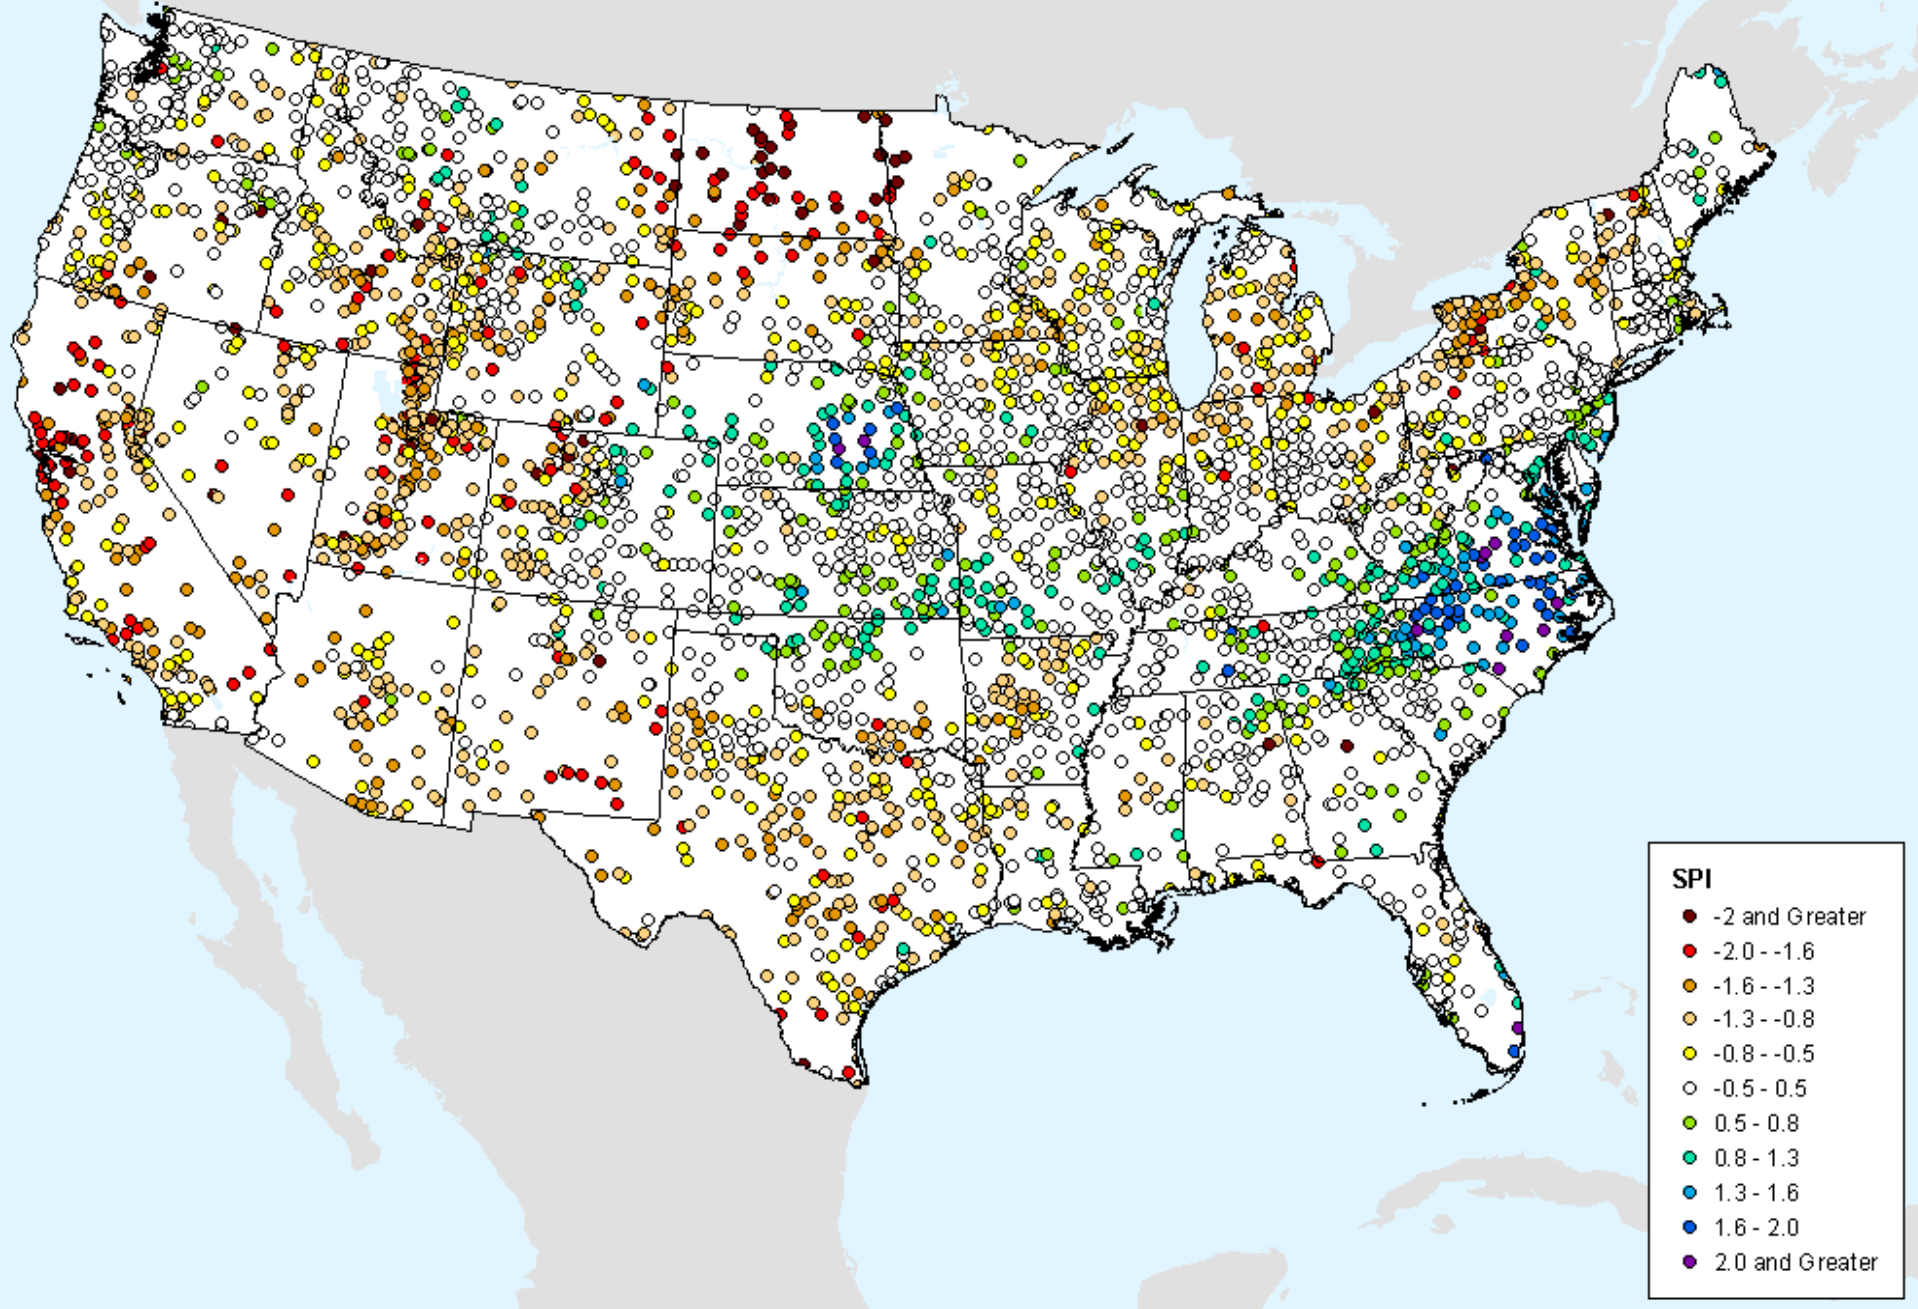 SPI
-2 and Greater
-2.0 - -1.6
-1.6 - -1.3
-1.3 - -0.8
-0.8 - -0.5
-0.5 - 0.5
0.5 - 0.8
0.8 - 1.3
1.3 - 1.6
1.6 - 2.0
2.0 and Greater